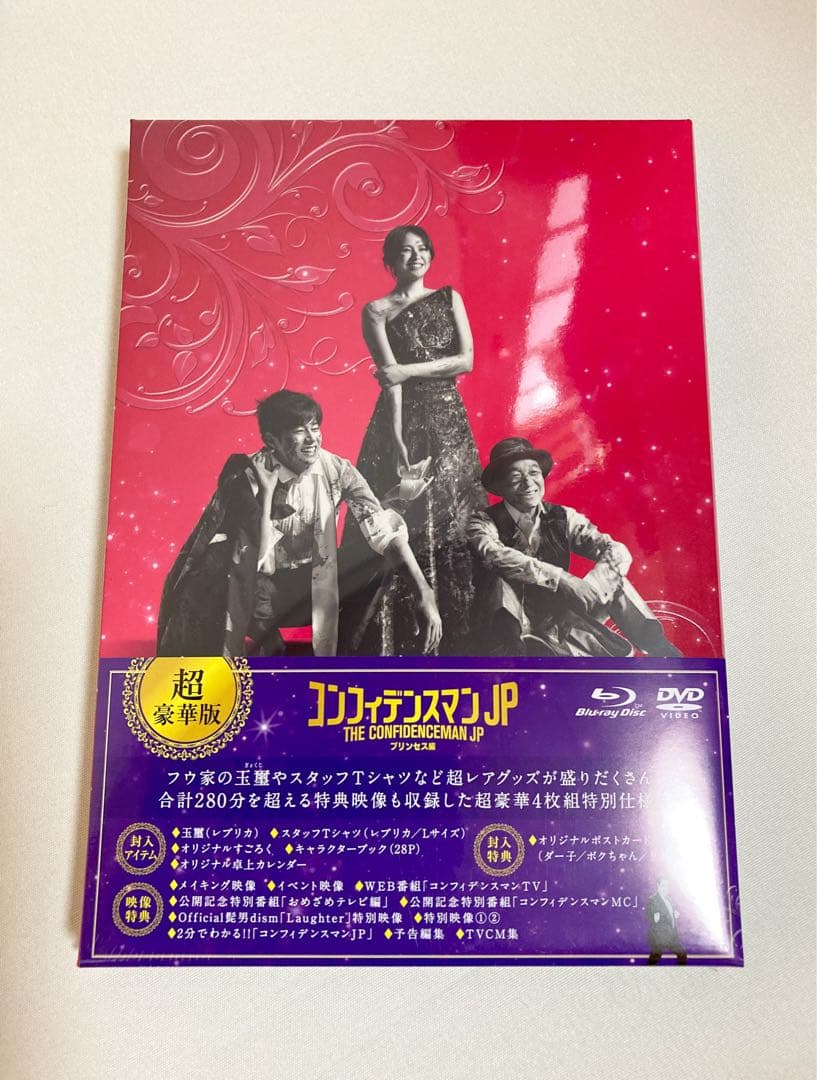 超
豪華版
コンフィデンスマンJP
THE CONFIDENCEMAN JP
プリンセス編
Blu-ray Disc
TM
DVD
VIDEO
ぎょくじ
フウ家の玉璽やスタッフTシャツなど超レアグッズが盛りだくさん
合計280分を超える特典映像も収録した超豪華4枚組特別仕様
封入
アイテム
♦玉璽(レプリカ) ♦スタッフTシャツ(レプリカ/Lサイズ)
♦オリジナルすごろく ♦キャラクターブック(28P)
♦オリジナル卓上カレンダー
封入
特典
♦オリジナルポストカード
(ダー子/ボクちゃん/
映像
特典
♦メイキング映像 ♦イベント映像 ♦WEB番組「コンフィデンスマンTV」
♦公開記念特別番組「おめざめテレビ編」 ♦公開記念特別番組「コンフィデンスマンMC」
♦Official髭男dism「Laughter」特別映像 ♦特別映像①②
♦2分でわかる!!「コンフィデンスマンJP」 ♦予告編集 ♦TVCM集